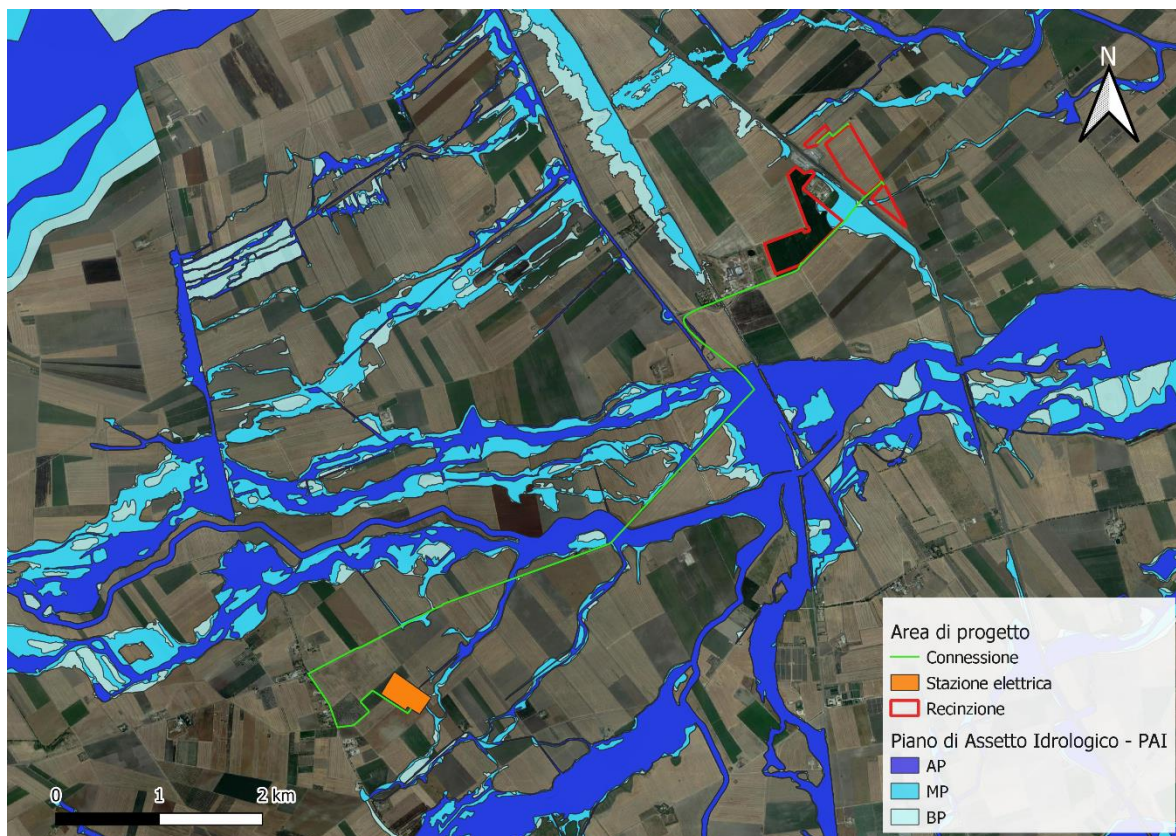 N
Area di progetto
Connessione
Stazione elettrica
Recinzione
Piano di Assetto Idrologico - PAI
AP
MP
BP
0 1 2 km